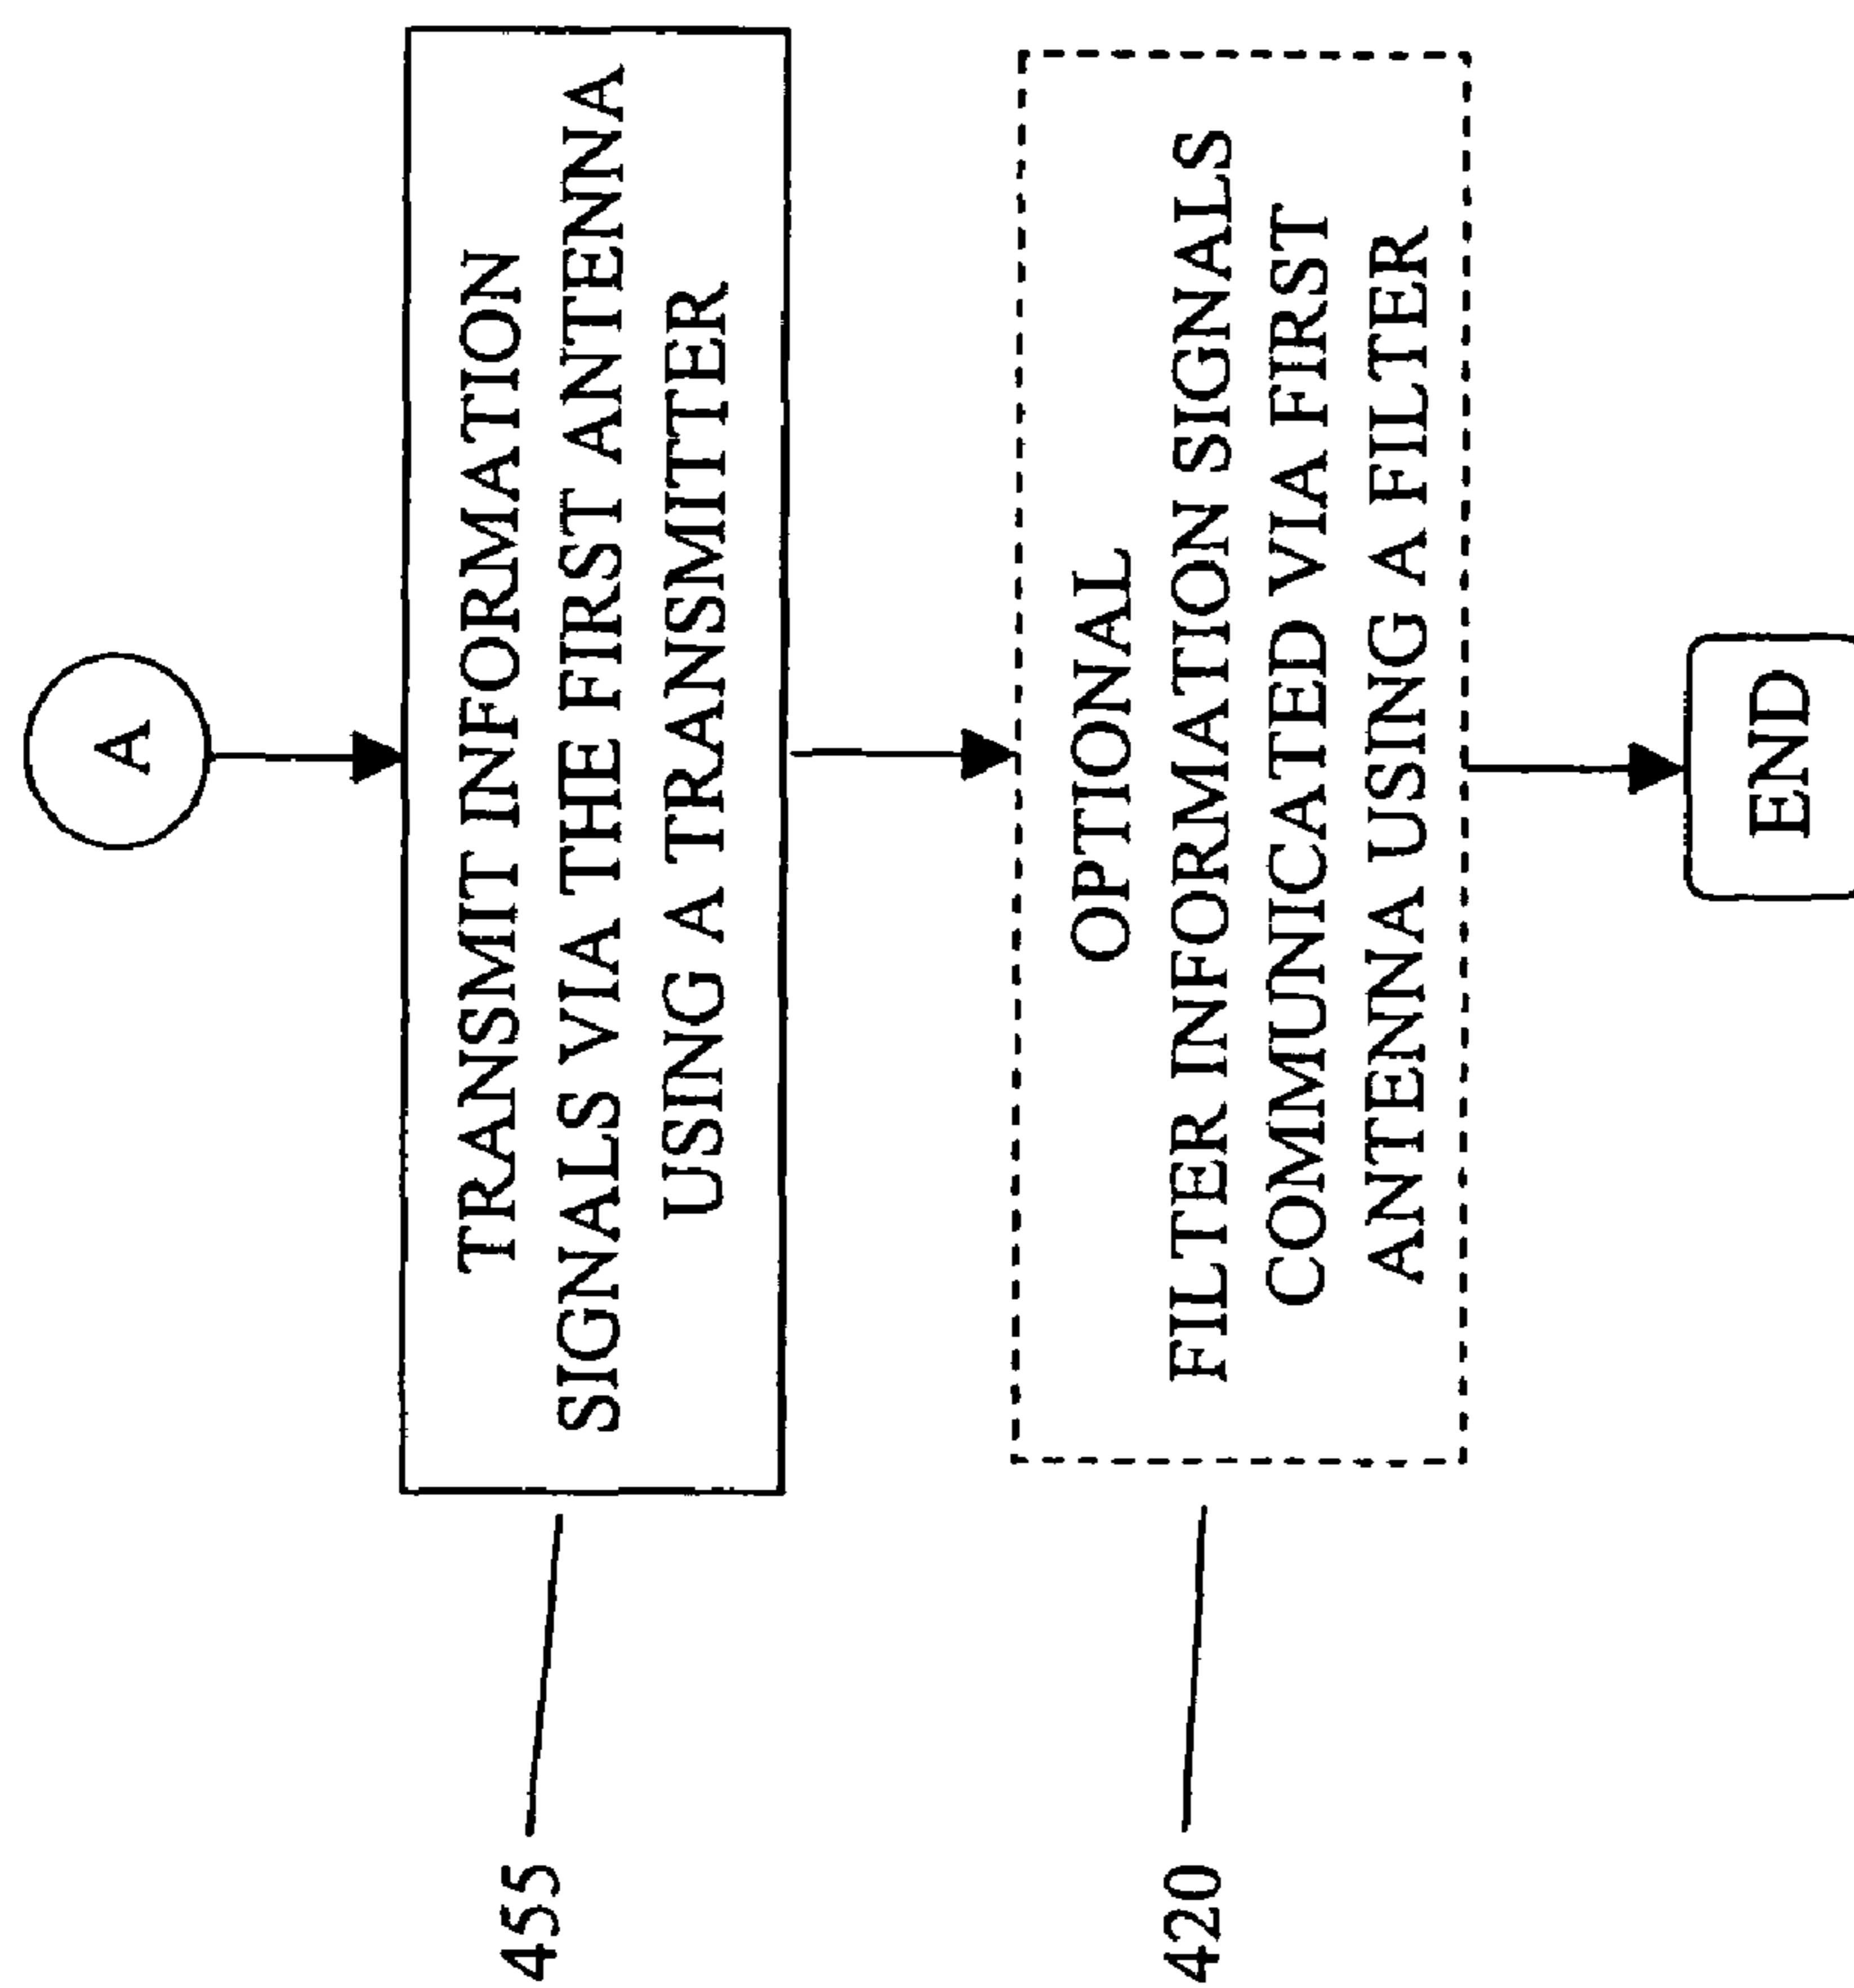 A
455
TRANSMIT INFORMATION
SIGNALS VIA THE FIRST ANTENNA
USING A TRANSMITTER
420
OPTIONAL
FILTER INFORMATION SIGNALS
COMMUNICATED VIA FIRST
ANTENNA USING A FILTER
END